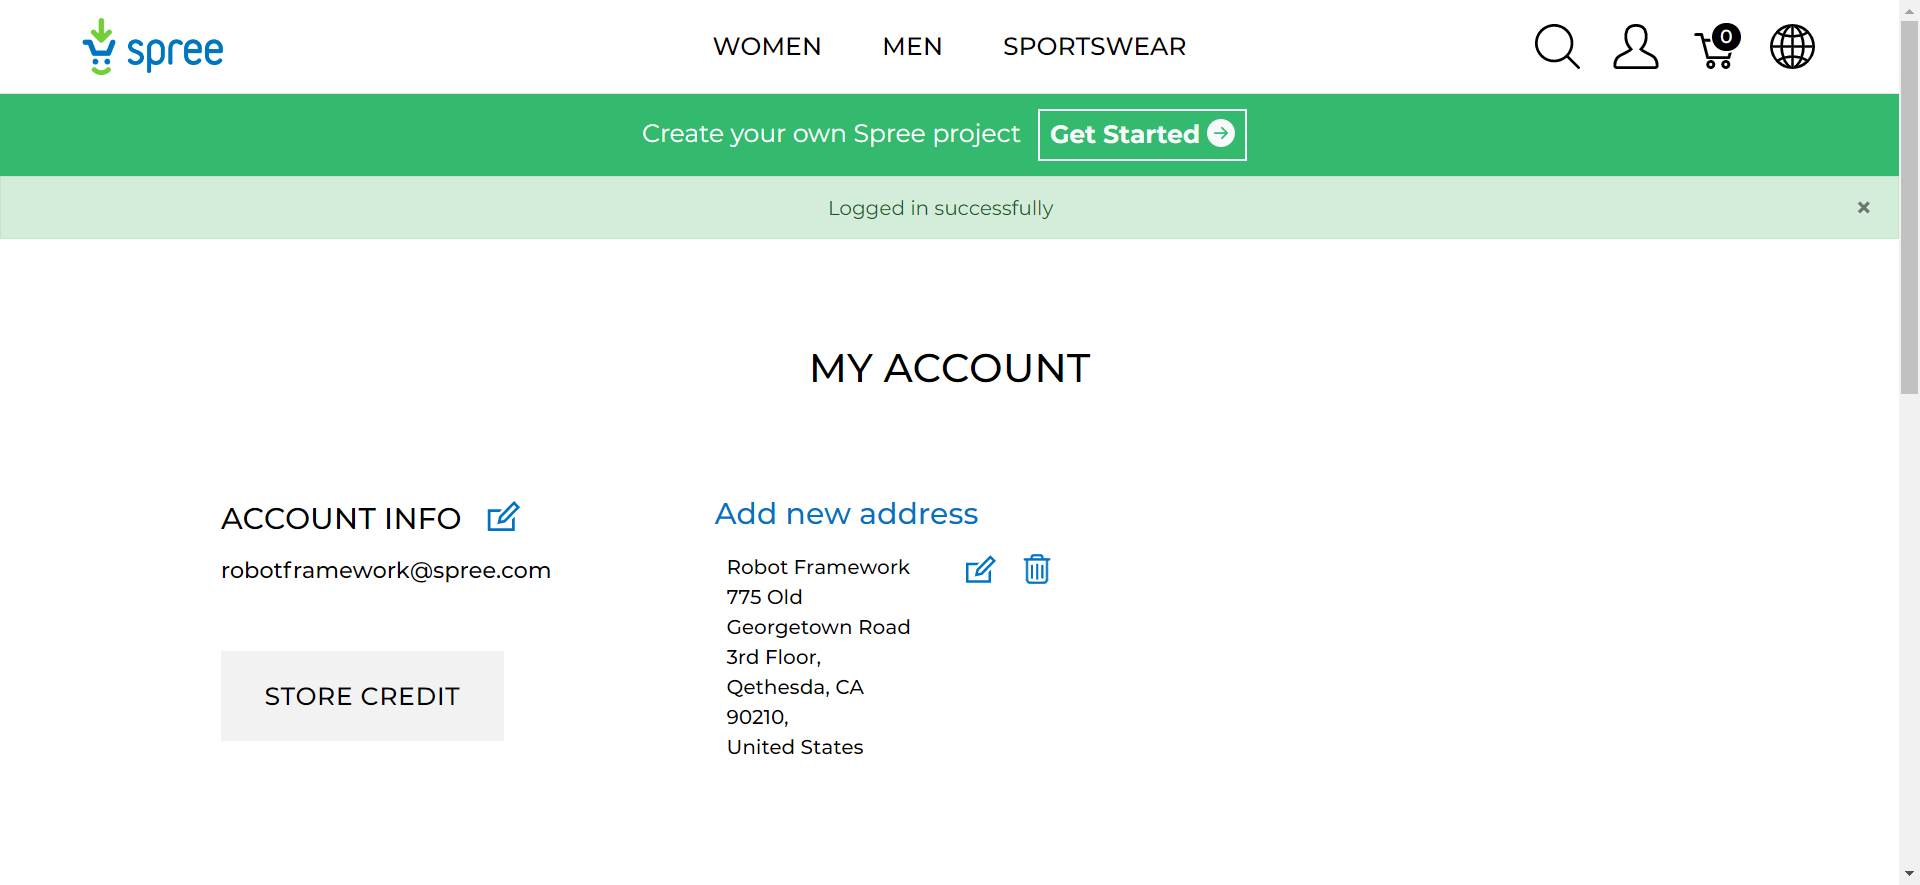 spree
WOMEN MEN SPORTSWEAR
0
Create your own Spree project Get Started
Logged in successfully ×
MY ACCOUNT
ACCOUNT INFO
robotframework@spree.com
STORE CREDIT
Add new address
Robot Framework
775 Old
Georgetown Road
3rd Floor,
Qethesda, CA
90210,
United States